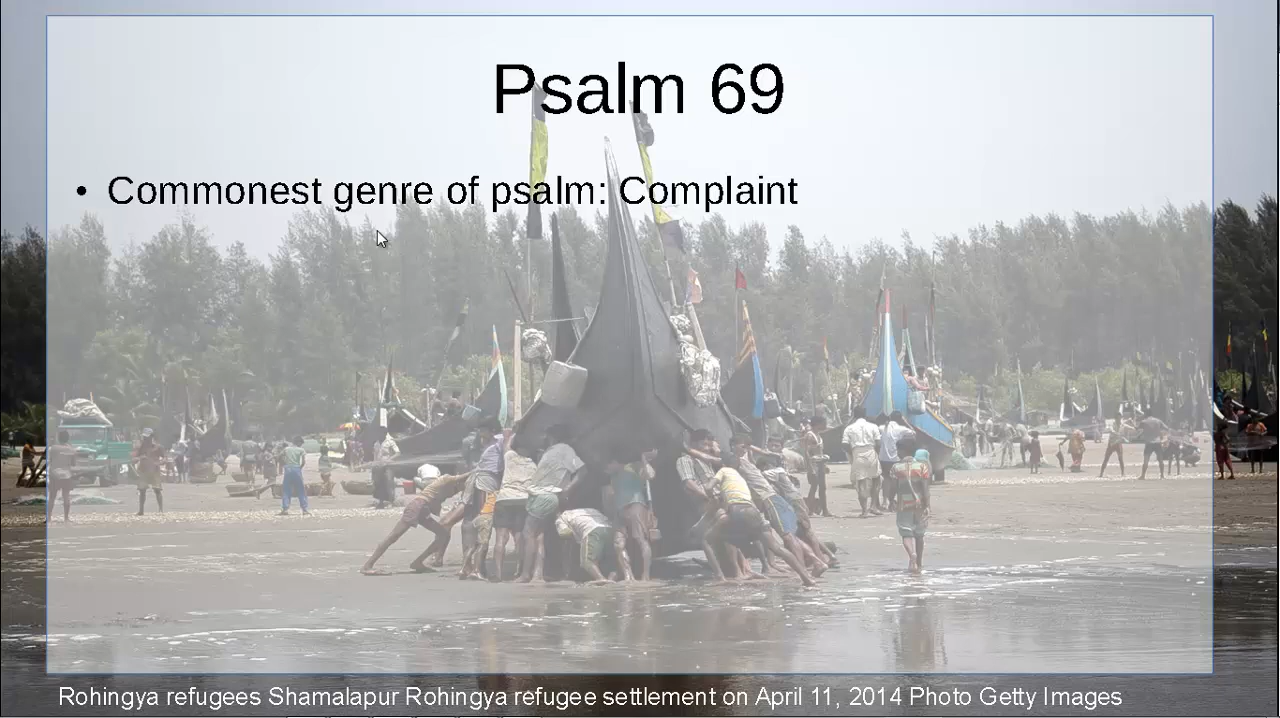 Psalm 69
• Commonest genre of psalm: Complaint
Rohingya refugees Shamalapur Rohingya refugee settlement on April 11, 2014 Photo Getty Images